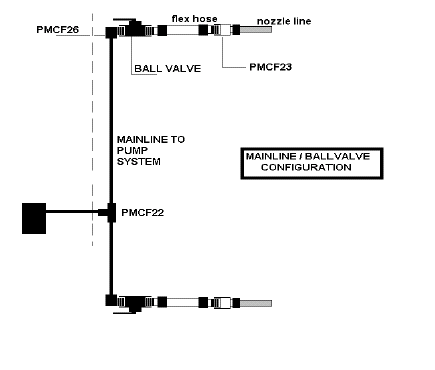 flex hose
nozzle line
PMCF26
BALL VALVE
PMCF23
MAINLINE TO
PUMP
SYSTEM
MAINLINE / BALLVALVE
CONFIGURATION
PMCF22